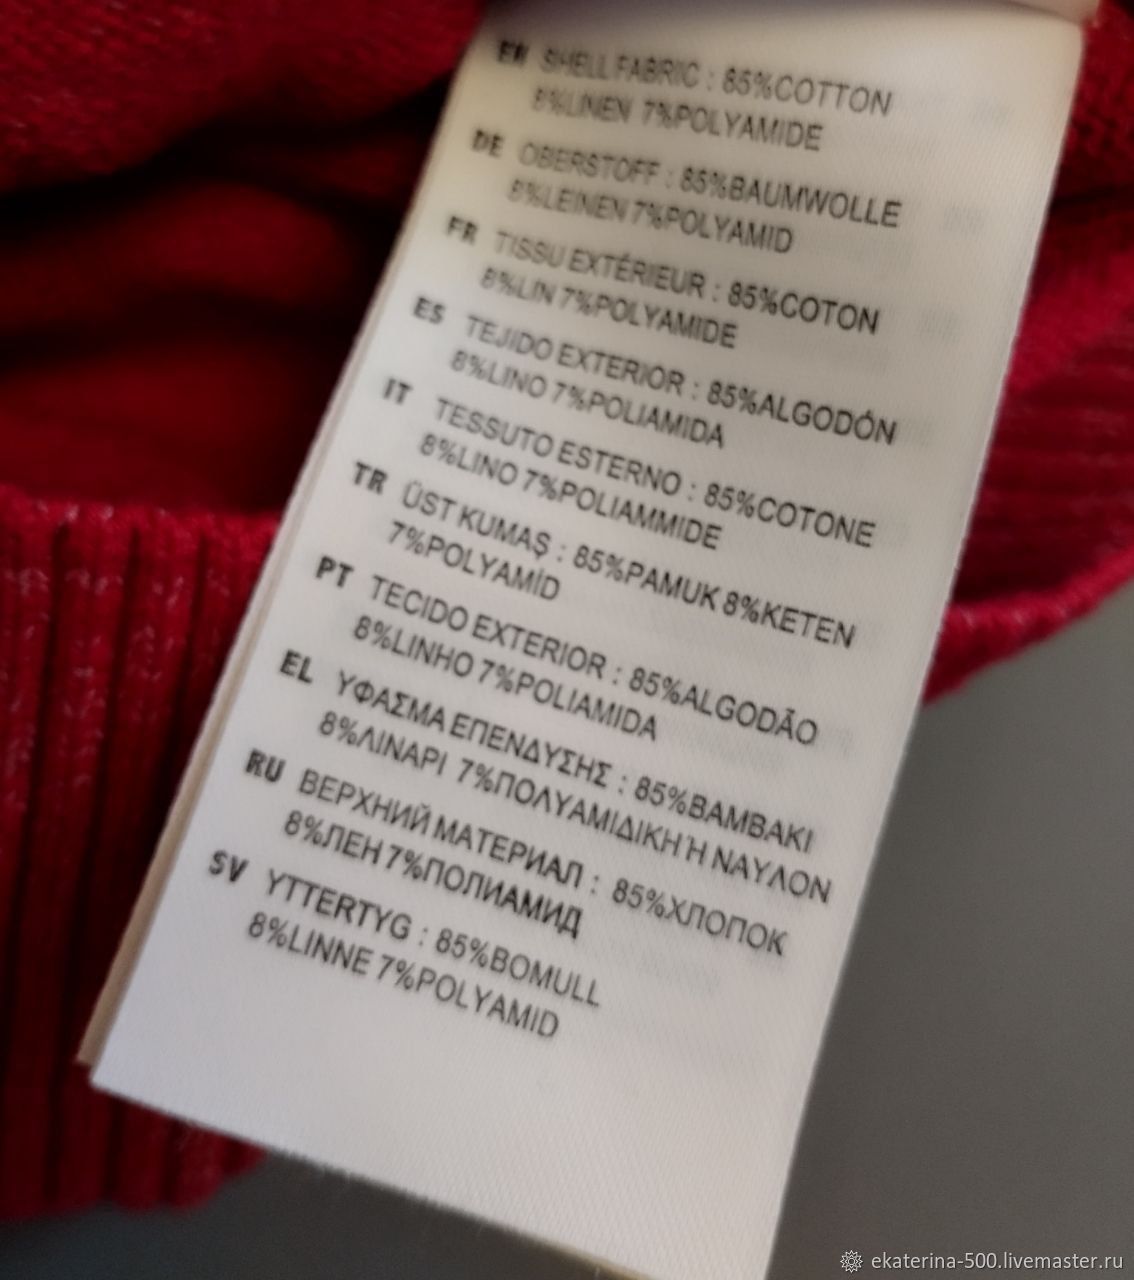 EN SHELL FABRIC : 85%COTTON
8%LINEN 7%POLYAMIDE
DE OBERSTOFF : 85%BAUMWOLLE
8%LEINEN 7%POLYAMID
FR TISSU EXTÉRIEUR : 85%COTON
8%LIN 7%POLYAMIDE
ES TEJIDO EXTERIOR : 85%ALGODÓN
8%LINO 7%POLIAMIDA
IT TESSUTO ESTERNO : 85%COTONE
8%LINO 7%POLIAMMIDE
TR ÜST KUMAŞ : 85%PAMUK 8%KETEN
7%POLYAMİD
PT TECIDO EXTERIOR : 85%ALGODÃO
8%LINHO 7%POLIAMIDA
EL ΥΦΑΣΜΑ ΕΠΕΝΔΥΣΗΣ : 85%ΒΑΜΒΑΚΙ
8%ΛΙΝΑΡΙ 7%ΠΟΛΥΑΜΙΔΙΚΗ Ή ΝΑΥΛΟΝ
RU ВЕРХНИЙ МАТЕРИАЛ : 85%ХЛОПОК
8%ЛЕН 7%ПОЛИАМИД
SV YTTERTYG : 85%BOMULL
8%LINNE 7%POLYAMID
ekaterina-500.livemaster.ru